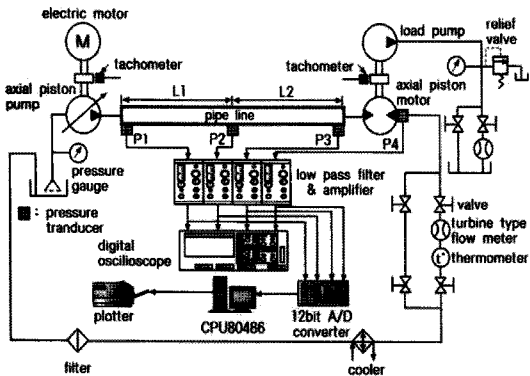 electric motor
M
tachometer
axial piston
pump
L1
L2
pipe line
P1
P2
P3
P4
tachometer
load pump
relief
valve
axial piston
motor
pressure
gauge
: pressure
tranducer
low pass filter
& amplifier
digital
oscilioscope
plotter
CPU80486
12bit A/D
converter
valve
turbine type
flow meter
t°
thermometer
filter
cooler